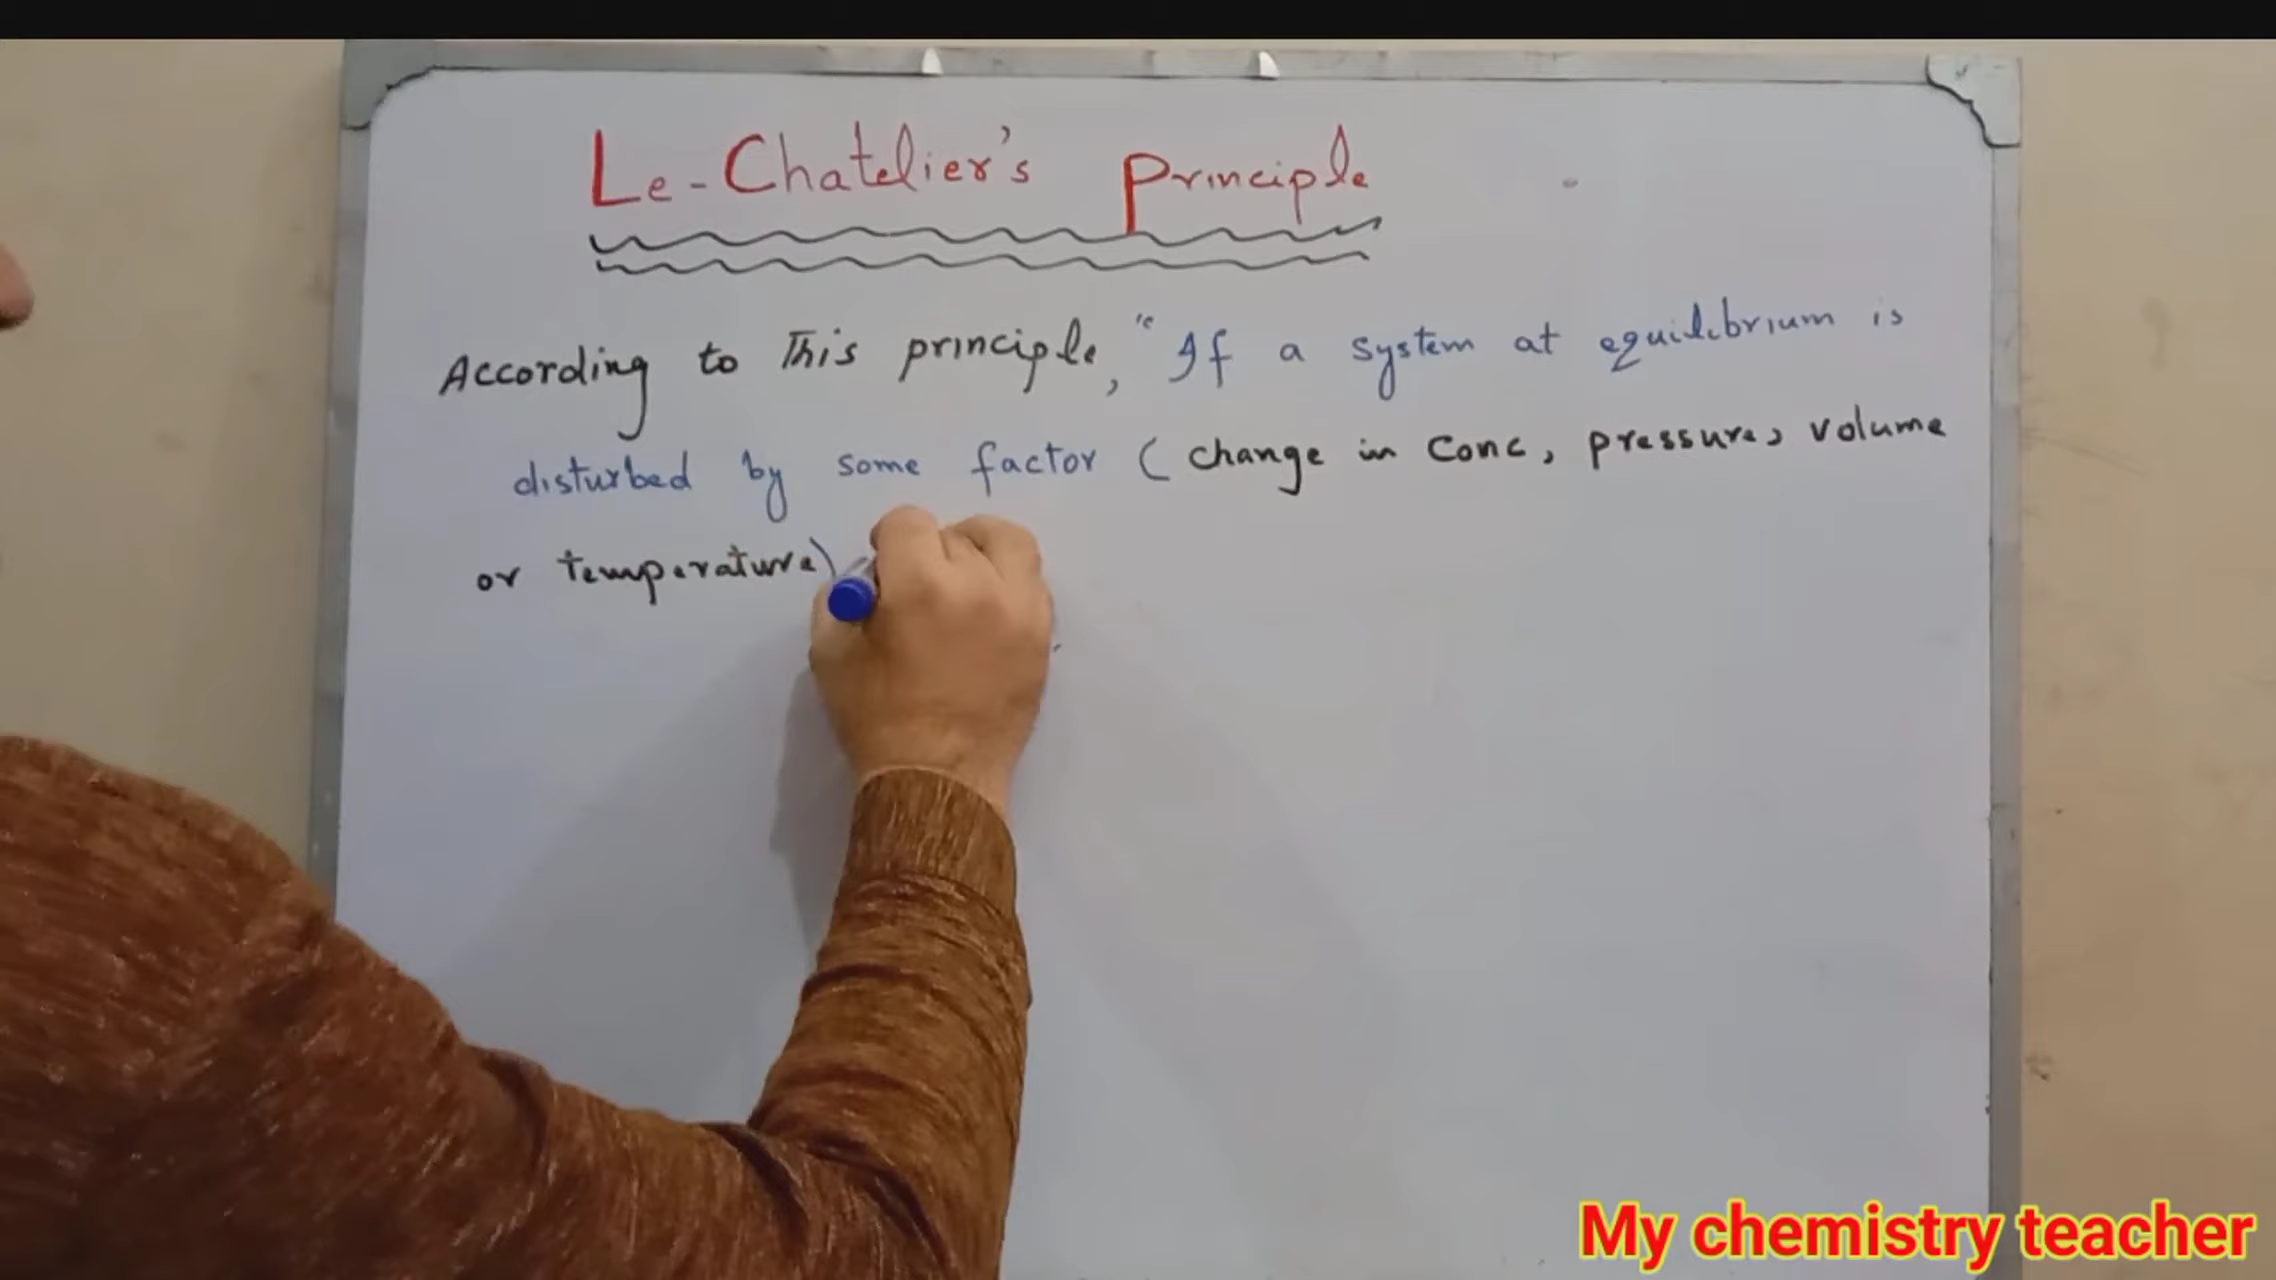 Le-Chatelier's Principle
According to This principle, "If a system at equilibrium is
disturbed by some factor ( change in Conc, pressure, volume
or temperature)
My chemistry teacher